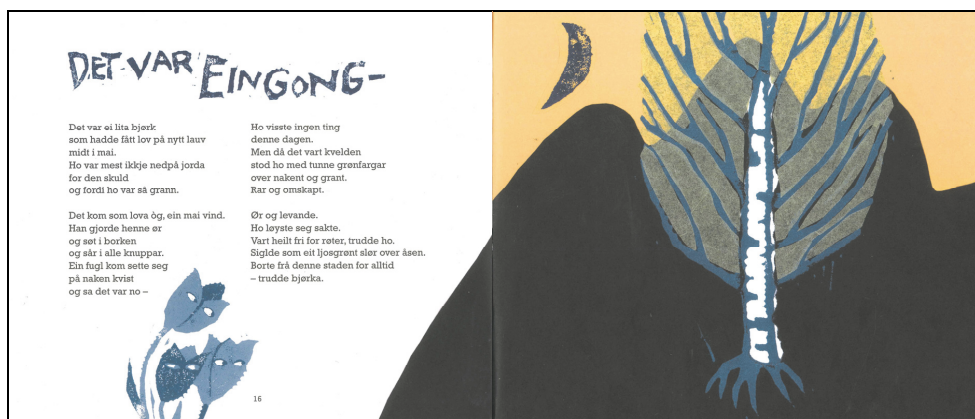 DET VAR EINGONG–
Det var ei lita bjørk
som hadde fått lov på nytt lauv
midt i mai.
Ho var mest ikkje nedpå jorda
for den skuld
og fordi ho var så grann.
Det kom som lova òg, ein mai vind.
Han gjorde henne ør
og søt i borken
og sår i alle knuppar.
Ein fugl kom sette seg
på naken kvist
og sa det var no –
Ho visste ingen ting
denne dagen.
Men då det vart kvelden
stod ho med tunne grønfargar
over nakent og grant.
Rar og omskapt.
Ør og levande.
Ho løyste seg sakte.
Vart heilt fri for røter, trudde ho.
Siglde som eit ljosgrønt slør over åsen.
Borte frå denne staden for alltid
– trudde bjørka.
16